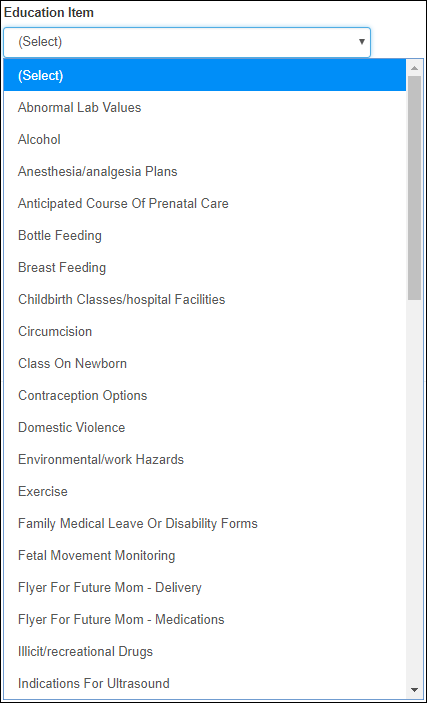 Education Item
(Select)
(Select)
Abnormal Lab Values
Alcohol
Anesthesia/analgesia Plans
Anticipated Course Of Prenatal Care
Bottle Feeding
Breast Feeding
Childbirth Classes/hospital Facilities
Circumcision
Class On Newborn
Contraception Options
Domestic Violence
Environmental/work Hazards
Exercise
Family Medical Leave Or Disability Forms
Fetal Movement Monitoring
Flyer For Future Mom - Delivery
Flyer For Future Mom - Medications
Illicit/recreational Drugs
Indications For Ultrasound